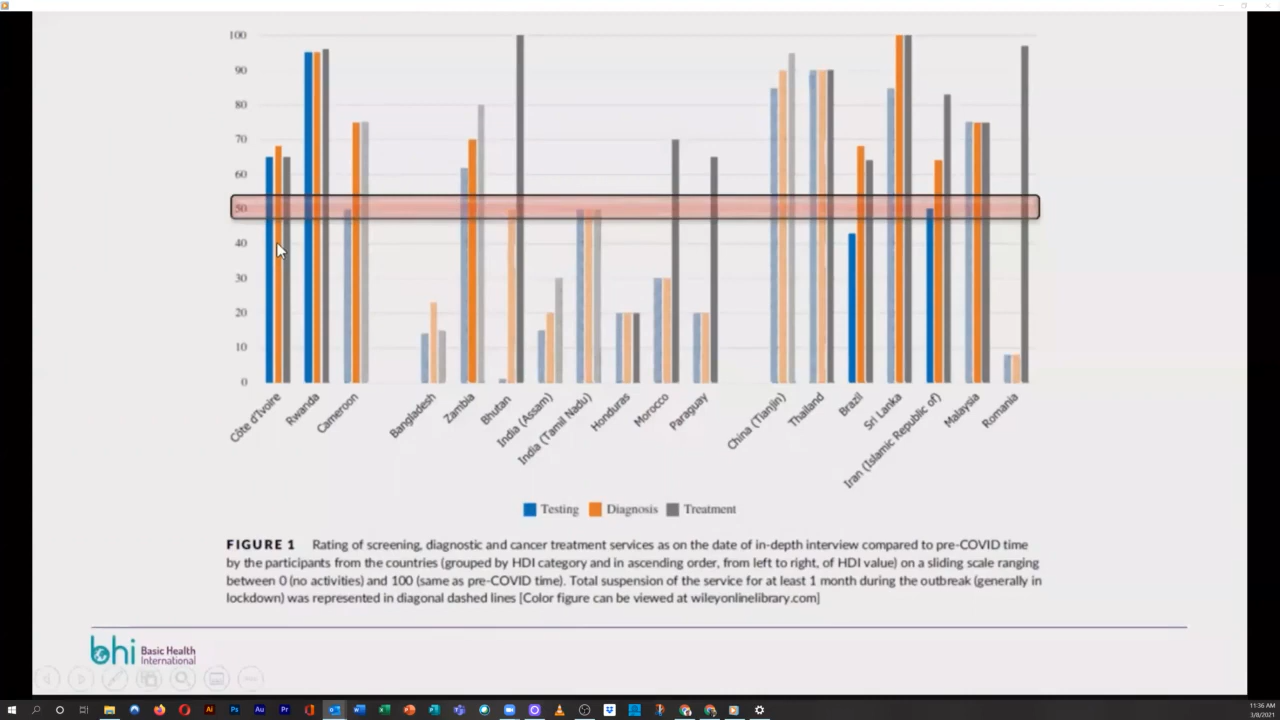 100
90
80
70
60
50
40
30
20
10
0
Côte d'Ivoire
Rwanda
Cameroon
Bangladesh
Zambia
Bhutan
India (Assam)
India (Tamil Nadu)
Honduras
Morocco
Paraguay
China (Tianjin)
Thailand
Brazil
Sri Lanka
Iran (Islamic Republic of)
Malaysia
Romania
Testing Diagnosis Treatment
FIGURE 1 Rating of screening, diagnostic and cancer treatment services as on the date of in-depth interview compared to pre-COVID time
by the participants from the countries (grouped by HDI category and in ascending order, from left to right, of HDI value) on a sliding scale ranging
between 0 (no activities) and 100 (same as pre-COVID time). Total suspension of the service for at least 1 month during the outbreak (generally in
lockdown) was represented in diagonal dashed lines [Color figure can be viewed at wileyonlinelibrary.com]
bhi Basic Health
International
11:36 AM
3/8/2021